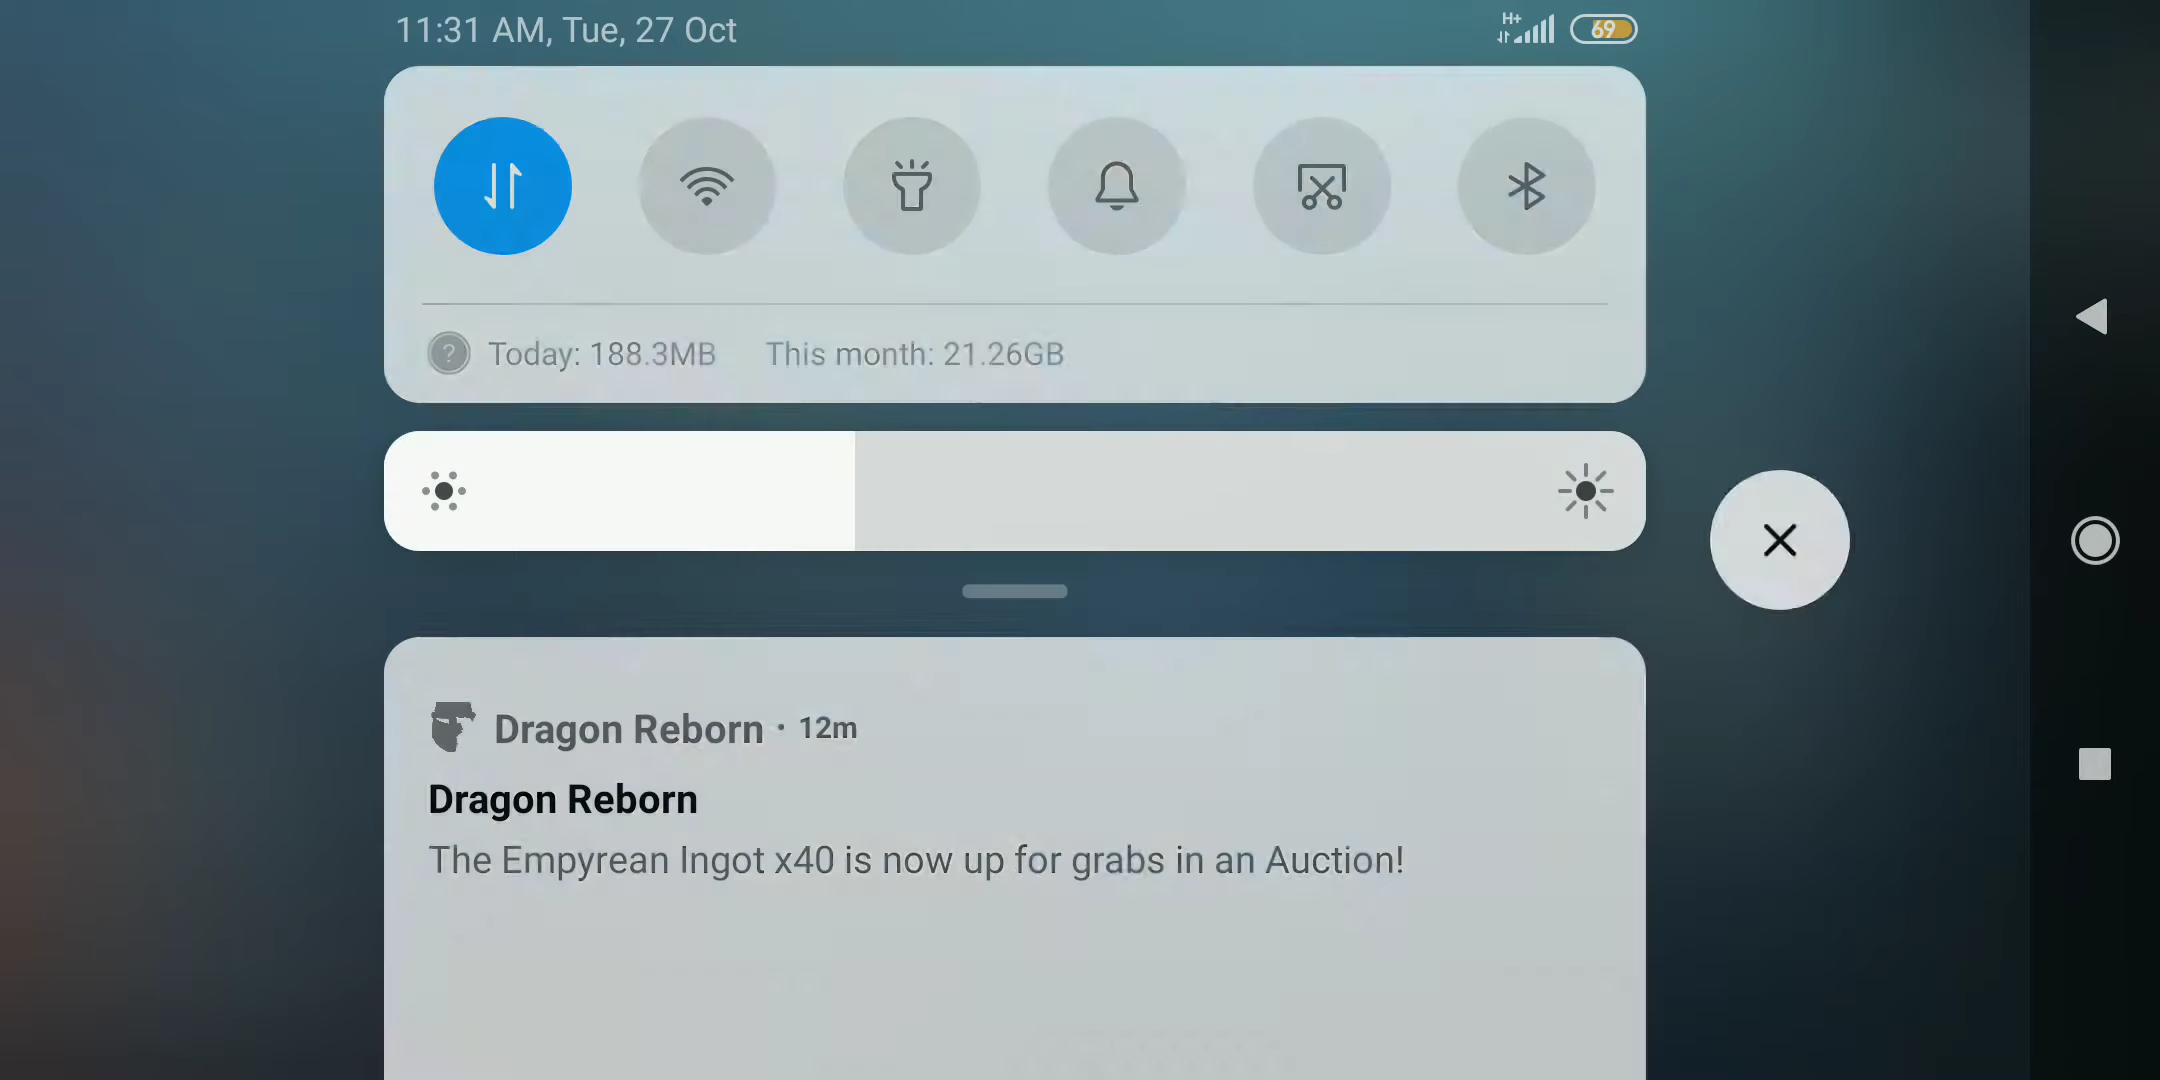 11:31 AM, Tue, 27 Oct
H+
69
Today: 188.3MB This month: 21.26GB
Dragon Reborn · 12m
Dragon Reborn
The Empyrean Ingot x40 is now up for grabs in an Auction!